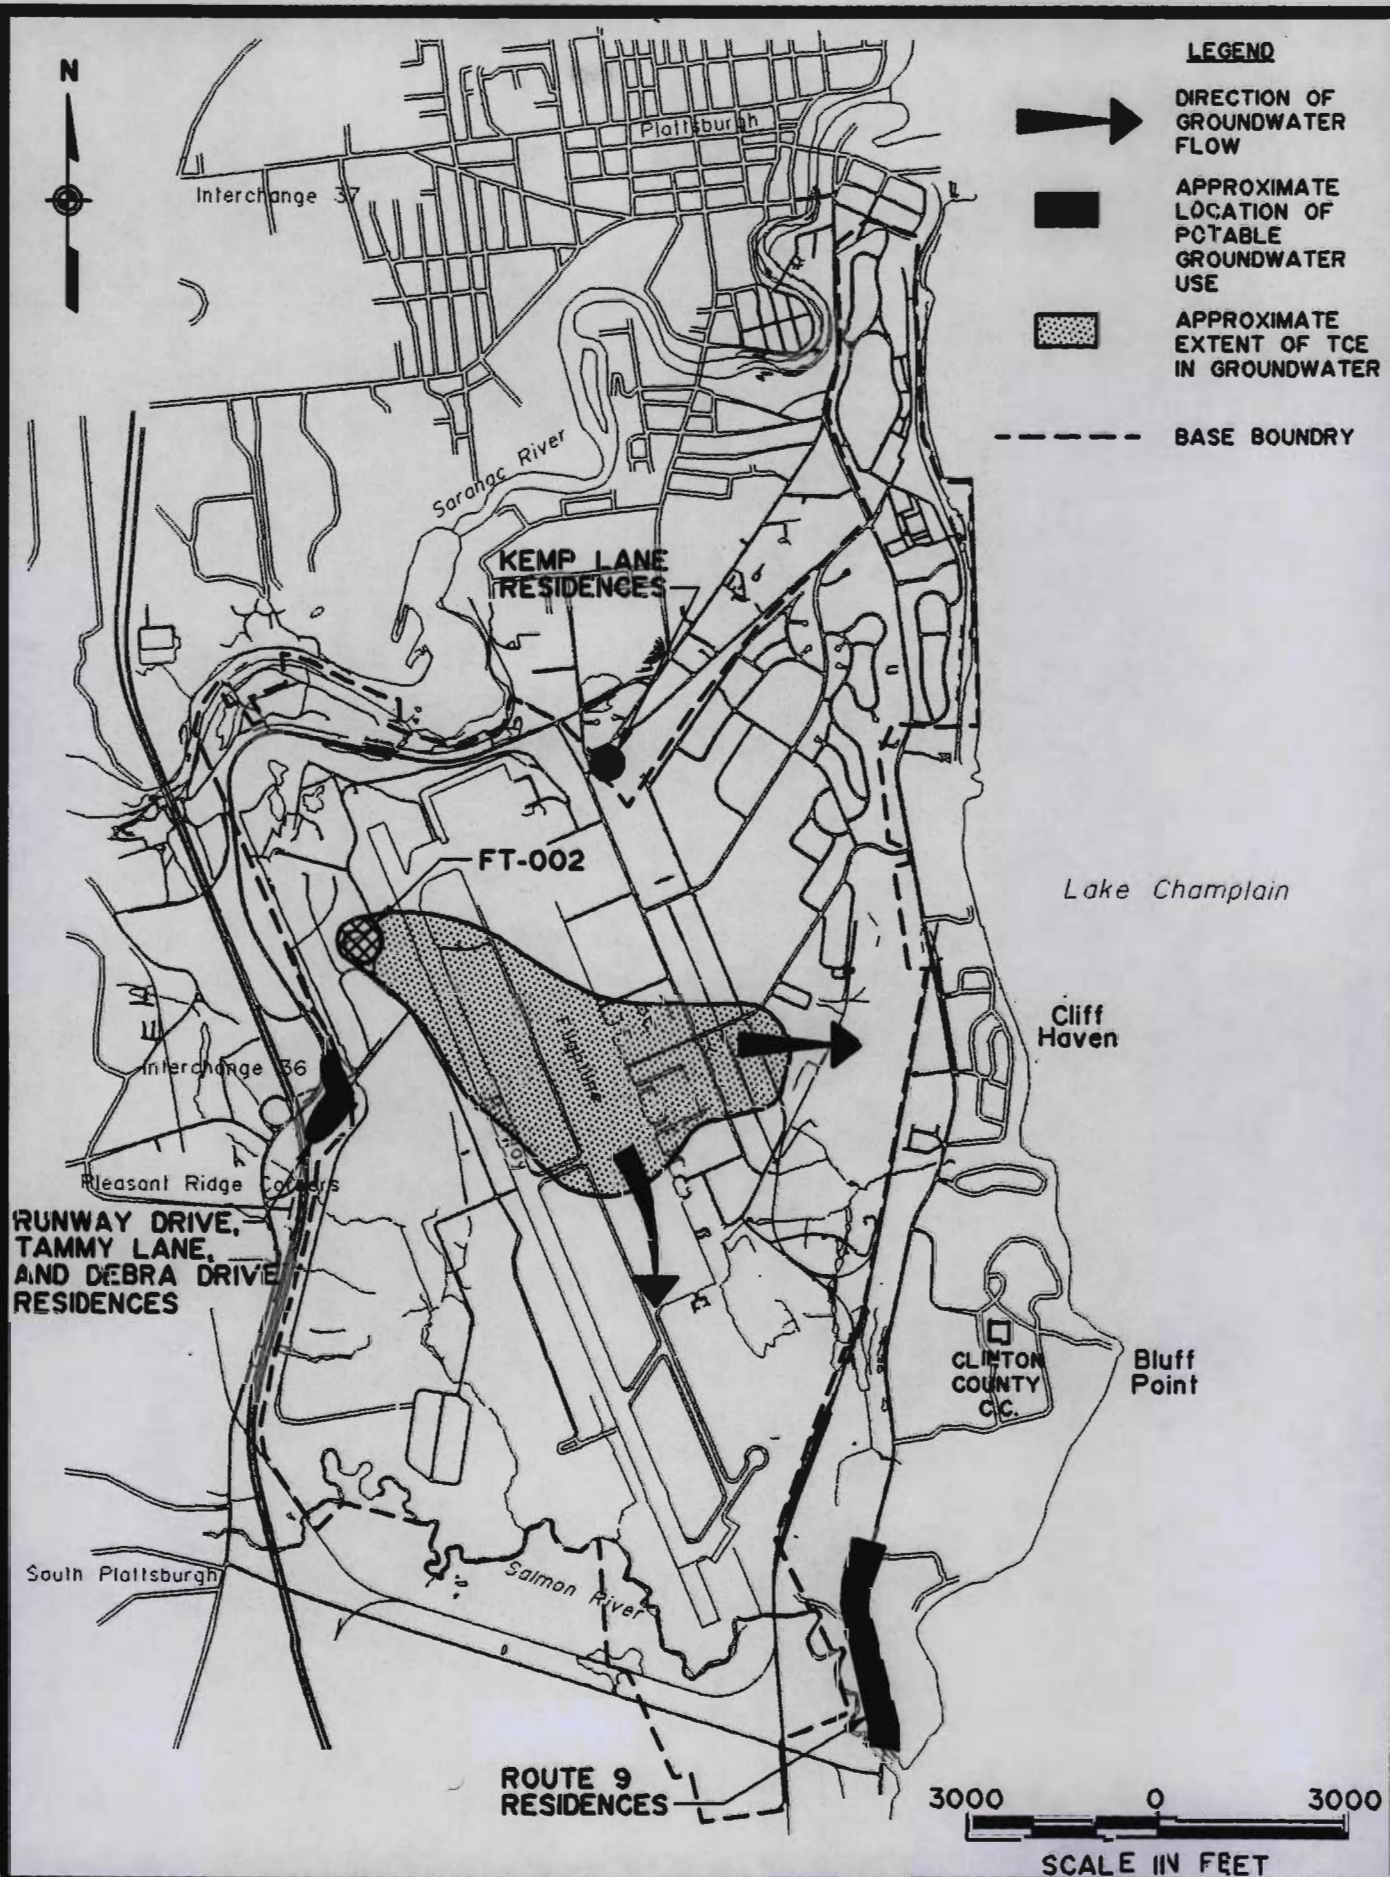 N
LEGEND
DIRECTION OF
GROUNDWATER
FLOW
APPROXIMATE
LOCATION OF
POTABLE
GROUNDWATER
USE
APPROXIMATE
EXTENT OF TCE
IN GROUNDWATER
BASE BOUNDRY
Plattsburgh
Interchange 37
Saranac River
KEMP LANE
RESIDENCES
FT-002
Lake Champlain
Cliff
Haven
Flightline
Interchange 36
Pleasant Ridge Corners
RUNWAY DRIVE,
TAMMY LANE,
AND DEBRA DRIVE
RESIDENCES
CLINTON
COUNTY
C.C.
Bluff
Point
South Plattsburgh
Salmon River
ROUTE 9
RESIDENCES
3000 0 3000
SCALE IN FEET